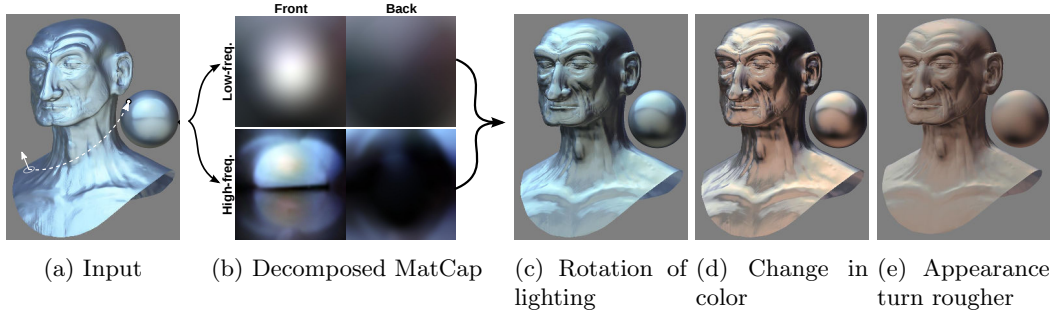 Front Back
Low-freq.
High-freq.
(a) Input
(b) Decomposed MatCap
(c) Rotation of
lighting
(d) Change in
color
(e) Appearance
turn rougher